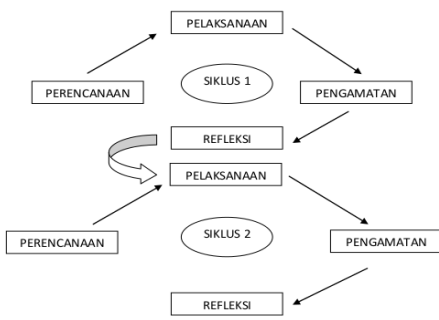 PELAKSANAAN
SIKLUS 1
PERENCANAAN
PENGAMATAN
REFLEKSI
PELAKSANAAN
SIKLUS 2
PERENCANAAN
PENGAMATAN
REFLEKSI